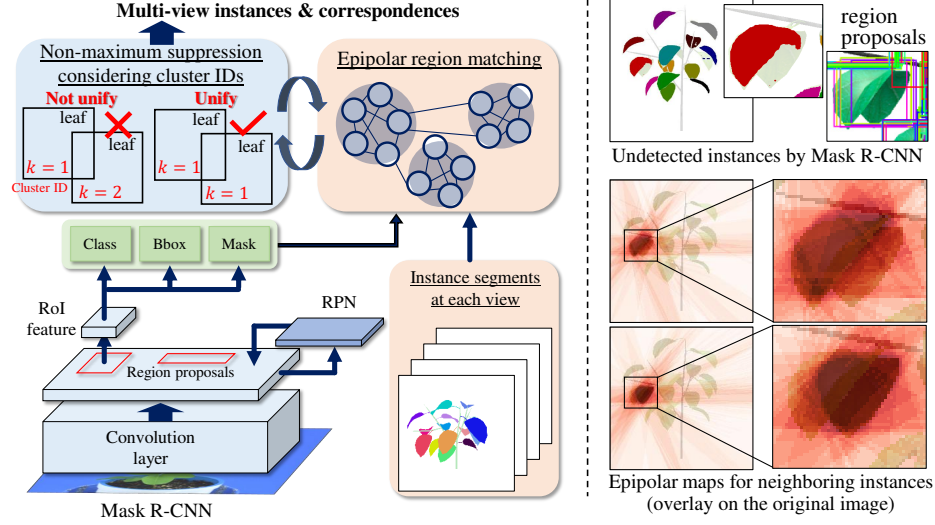 Multi-view instances & correspondences
Non-maximum suppression
considering cluster IDs
Not unify
leaf
leaf
k = 1
Cluster ID
k = 2
Unify
leaf
leaf
k = 1
k = 1
Epipolar region matching
Class
Bbox
Mask
RoI
feature
RPN
Region proposals
Convolution
layer
Mask R-CNN
Instance segments
at each view
region
proposals
Undetected instances by Mask R-CNN
Epipolar maps for neighboring instances
(overlay on the original image)